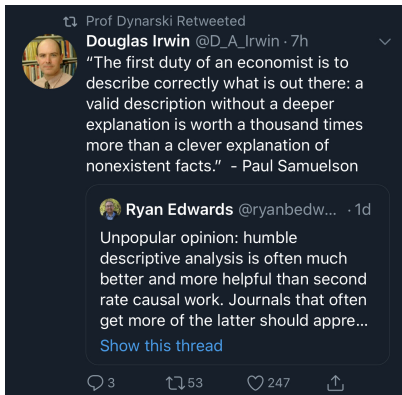 Prof Dynarski Retweeted
Douglas Irwin @D_A_Irwin · 7h
“The first duty of an economist is to
describe correctly what is out there: a
valid description without a deeper
explanation is worth a thousand times
more than a clever explanation of
nonexistent facts.” - Paul Samuelson
Ryan Edwards @ryanbedw... · 1d
Unpopular opinion: humble
descriptive analysis is often much
better and more helpful than second
rate causal work. Journals that often
get more of the latter should appre...
Show this thread
3 53 247